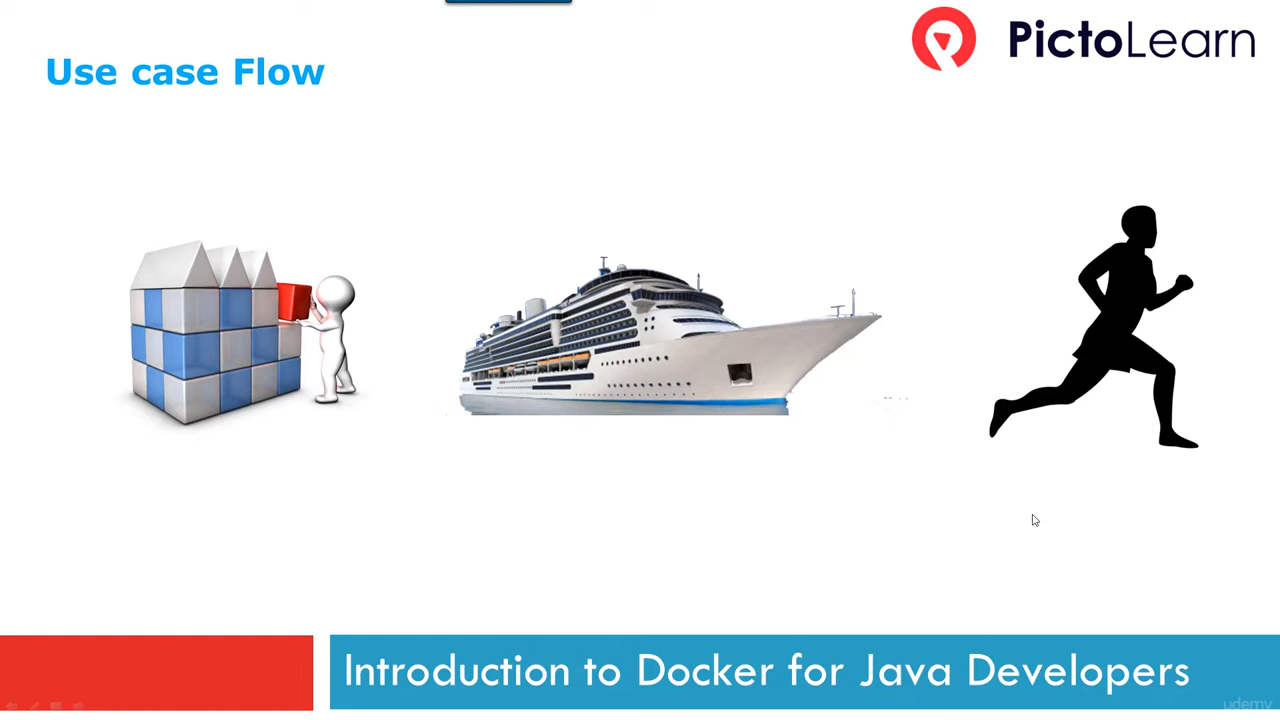 PictoLearn
Use case Flow
Introduction to Docker for Java Developers
udemy